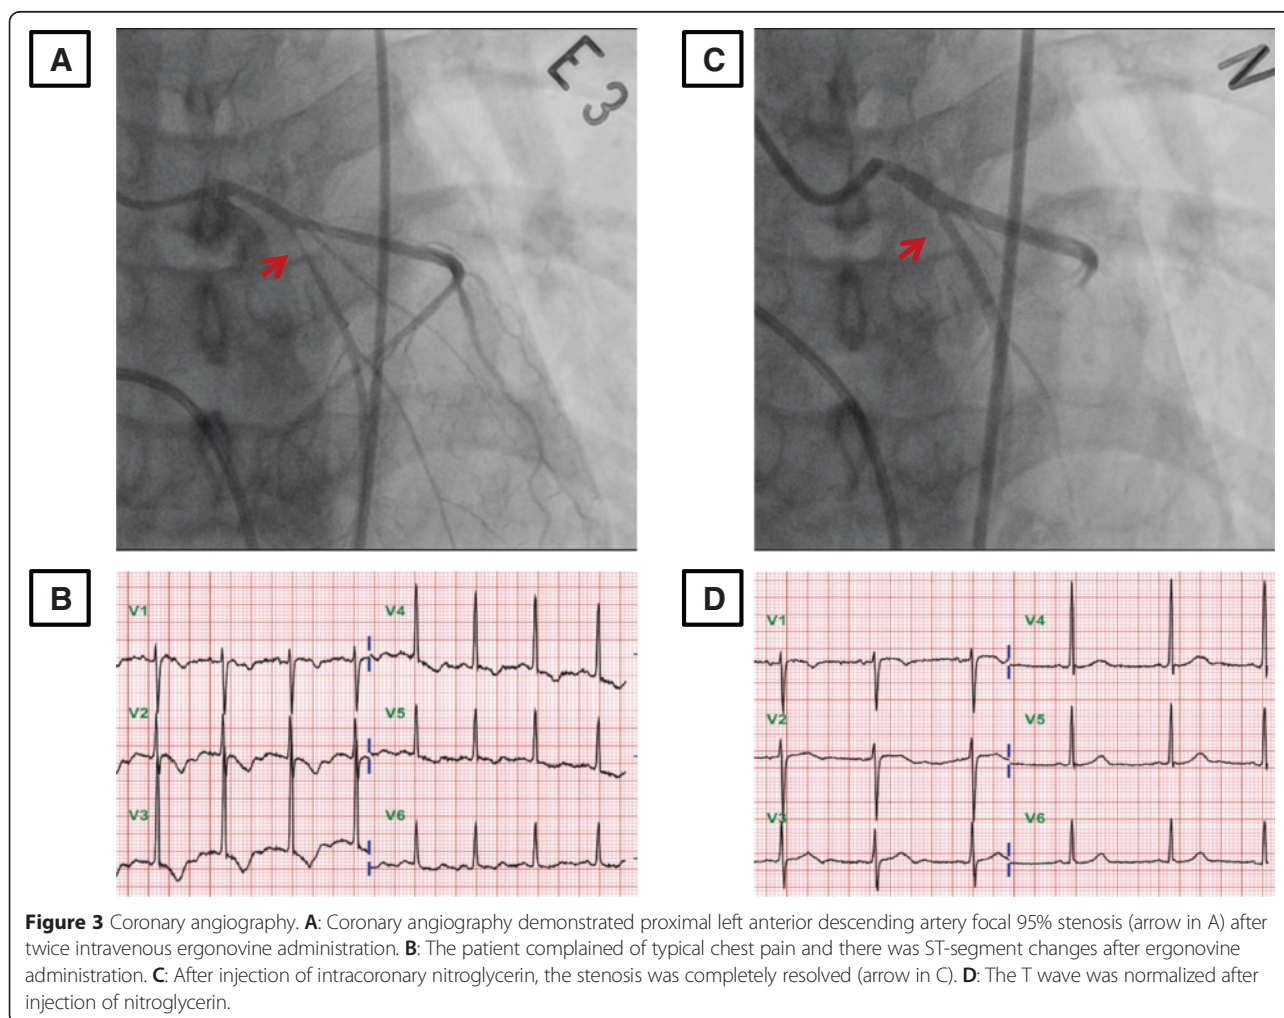 A
C
E
3
N
B
D
V1
V4
V2
V5
V3
V6
V1
V4
V2
V5
V3
V6
Figure 3 Coronary angiography. A: Coronary angiography demonstrated proximal left anterior descending artery focal 95% stenosis (arrow in A) after
twice intravenous ergonovine administration. B: The patient complained of typical chest pain and there was ST-segment changes after ergonovine
administration. C: After injection of intracoronary nitroglycerin, the stenosis was completely resolved (arrow in C). D: The T wave was normalized after
injection of nitroglycerin.